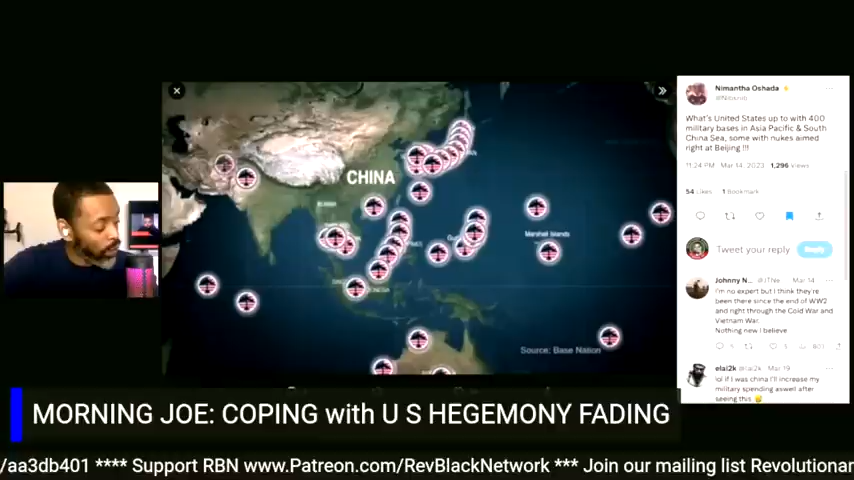 CHINA
Marshall Islands
Source: Base Nation
Nimantha Oshada
What's United States up to with 400
military bases in Asia Pacific & South
China Sea, some with nukes aimed
right at Beijing !!!
11:24 PM Mar 14, 2023 1,296 Views
54 Likes 1 Bookmark
Tweet your reply
Reply
Johnny N... Mar 14
I'm no expert but I think they're
been there since the end of WW2
and right through the Cold War and
Vietnam War.
Nothing new I believe
elai2k Mar 19
lol if I was china I'll increase my
military spending aswell after
seeing this
MORNING JOE: COPING with U S HEGEMONY FADING
/aa3db401 **** Support RBN www.Patreon.com/RevBlackNetwork *** Join our mailing list Revolutionar